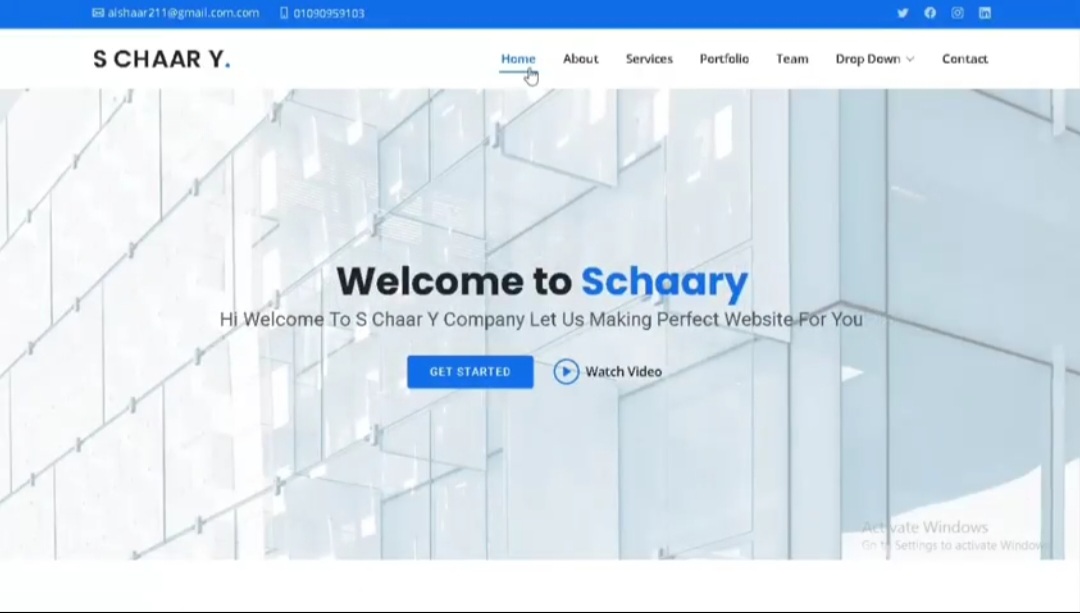 alshaar211@gmail.com.com 01090959103
S CHAAR Y.
Home About Services Portfolio Team Drop Down Contact
Welcome to Schaary
Hi Welcome To S Chaar Y Company Let Us Making Perfect Website For You
GET STARTED Watch Video
Activate Windows
Go to Settings to activate Windows.